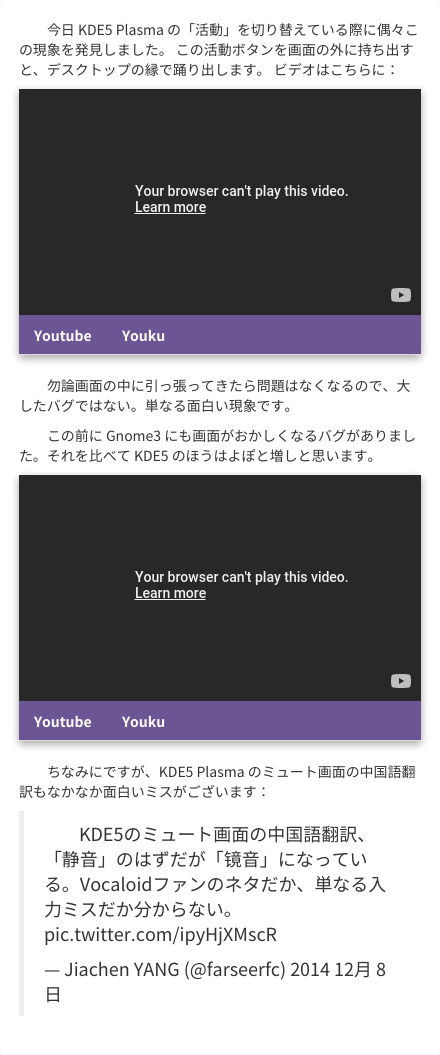 今日 KDE5 Plasma の「活動」を切り替えている際に偶々こ
の現象を発見しました。 この活動ボタンを画面の外に持ち出す
と、デスクトップの縁で踊り出します。 ビデオはこちらに：
Your browser can't play this video.
Learn more
Youtube Youku
勿論画面の中に引っ張ってきたら問題はなくなるので、大
したバグではない。単なる面白い現象です。
この前に Gnome3 にも画面がおかしくなるバグがありまし
た。それを比べて KDE5 のほうはよぽと増しと思います。
Your browser can't play this video.
Learn more
Youtube Youku
ちなみにですが、KDE5 Plasma のミュート画面の中国語翻
訳もなかなか面白いミスがございます：
KDE5のミュート画面の中国語翻訳、
「静音」のはずだが「镜音」になってい
る。Vocaloidファンのネタだか、単なる入
力ミスだか分からない。
pic.twitter.com/ipyHjXMscR
— Jiachen YANG (@farseerfc) 2014 12月 8
日